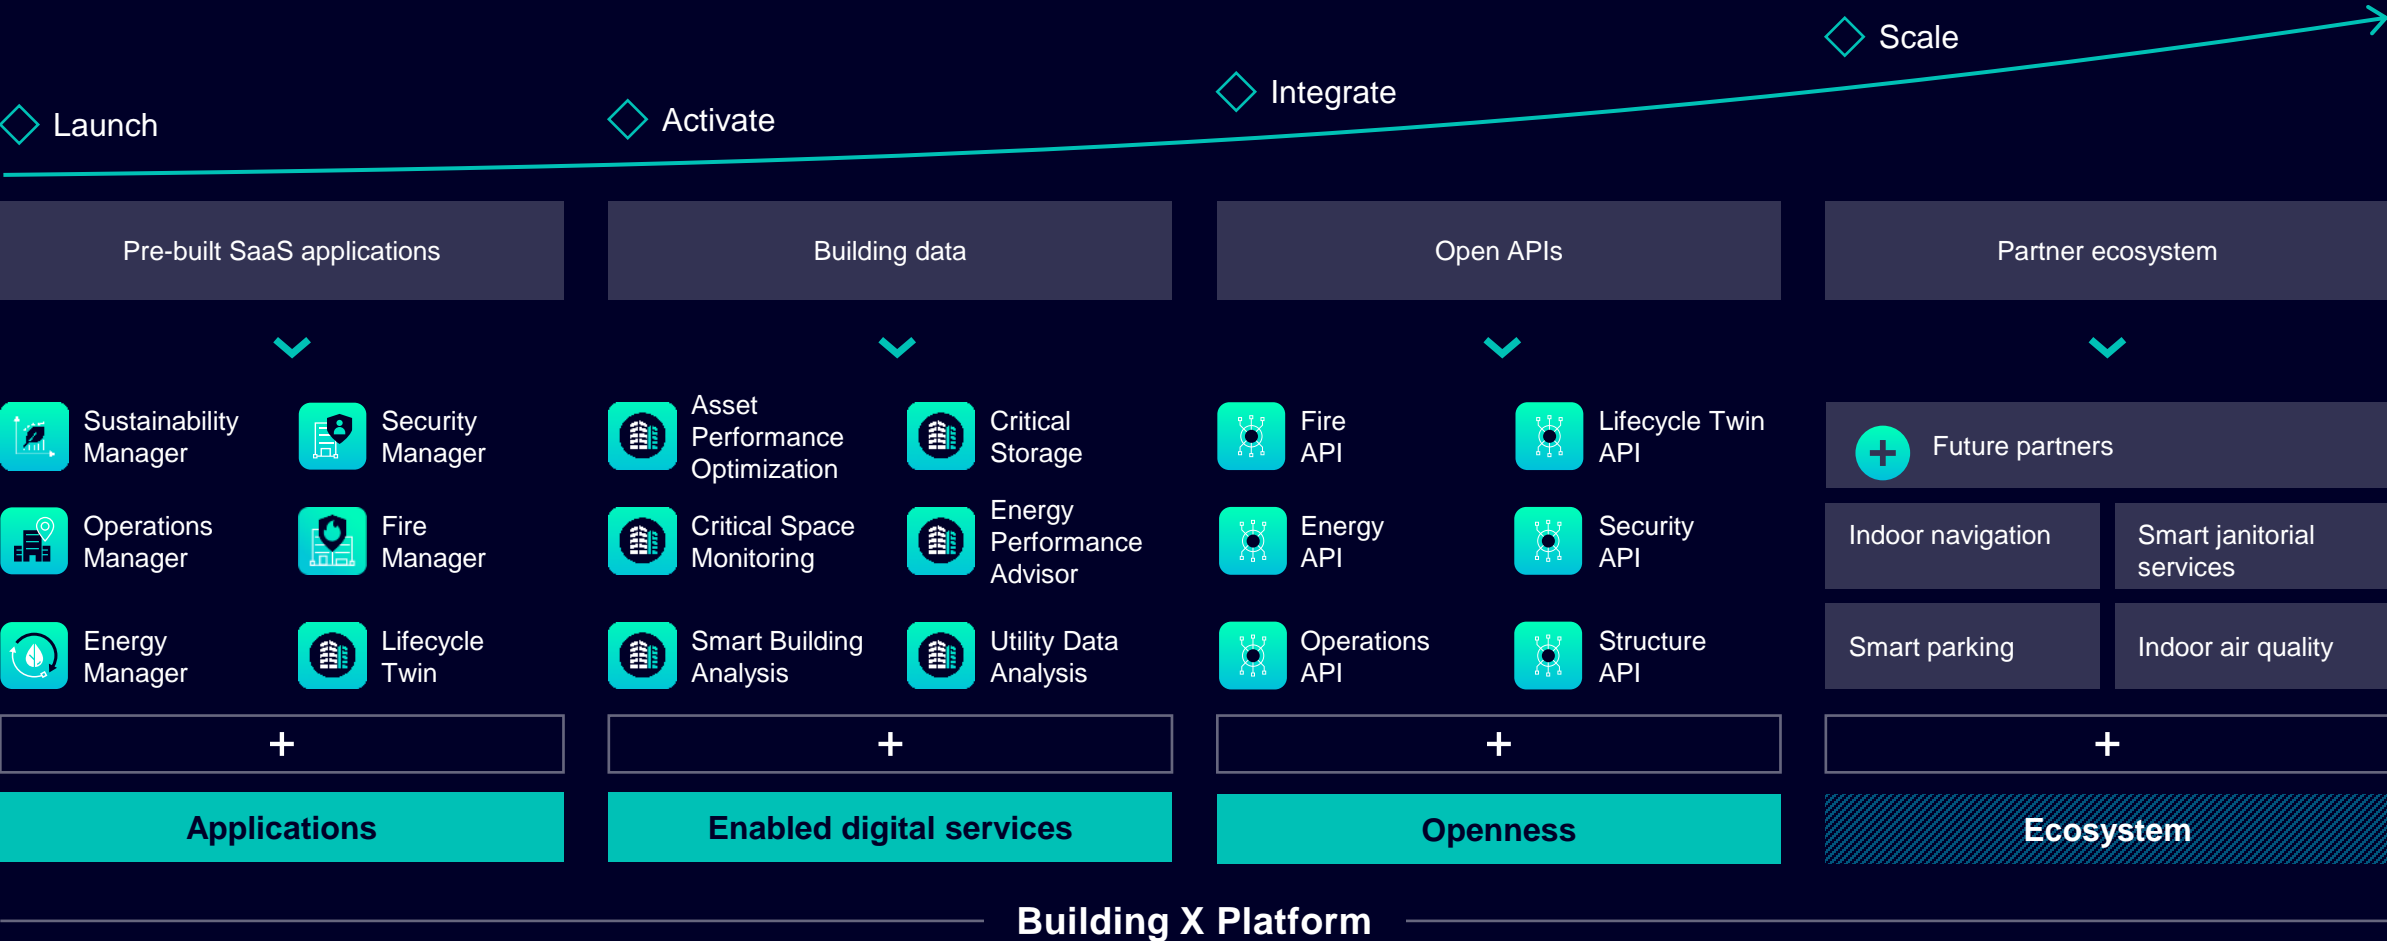 Launch
Activate
Integrate
Scale
Pre-built SaaS applications
Building data
Open APIs
Partner ecosystem
Sustainability
Manager
Security
Manager
Operations
Manager
Fire
Manager
Energy
Manager
Lifecycle
Twin
+
Applications
Asset
Performance
Optimization
Critical
Storage
Critical Space
Monitoring
Energy
Performance
Advisor
Smart Building
Analysis
Utility Data
Analysis
+
Enabled digital services
Fire
API
Lifecycle Twin
API
Energy
API
Security
API
Operations
API
Structure
API
+
Openness
+ Future partners
Indoor navigation
Smart janitorial
services
Smart parking
Indoor air quality
+
Ecosystem
Building X Platform